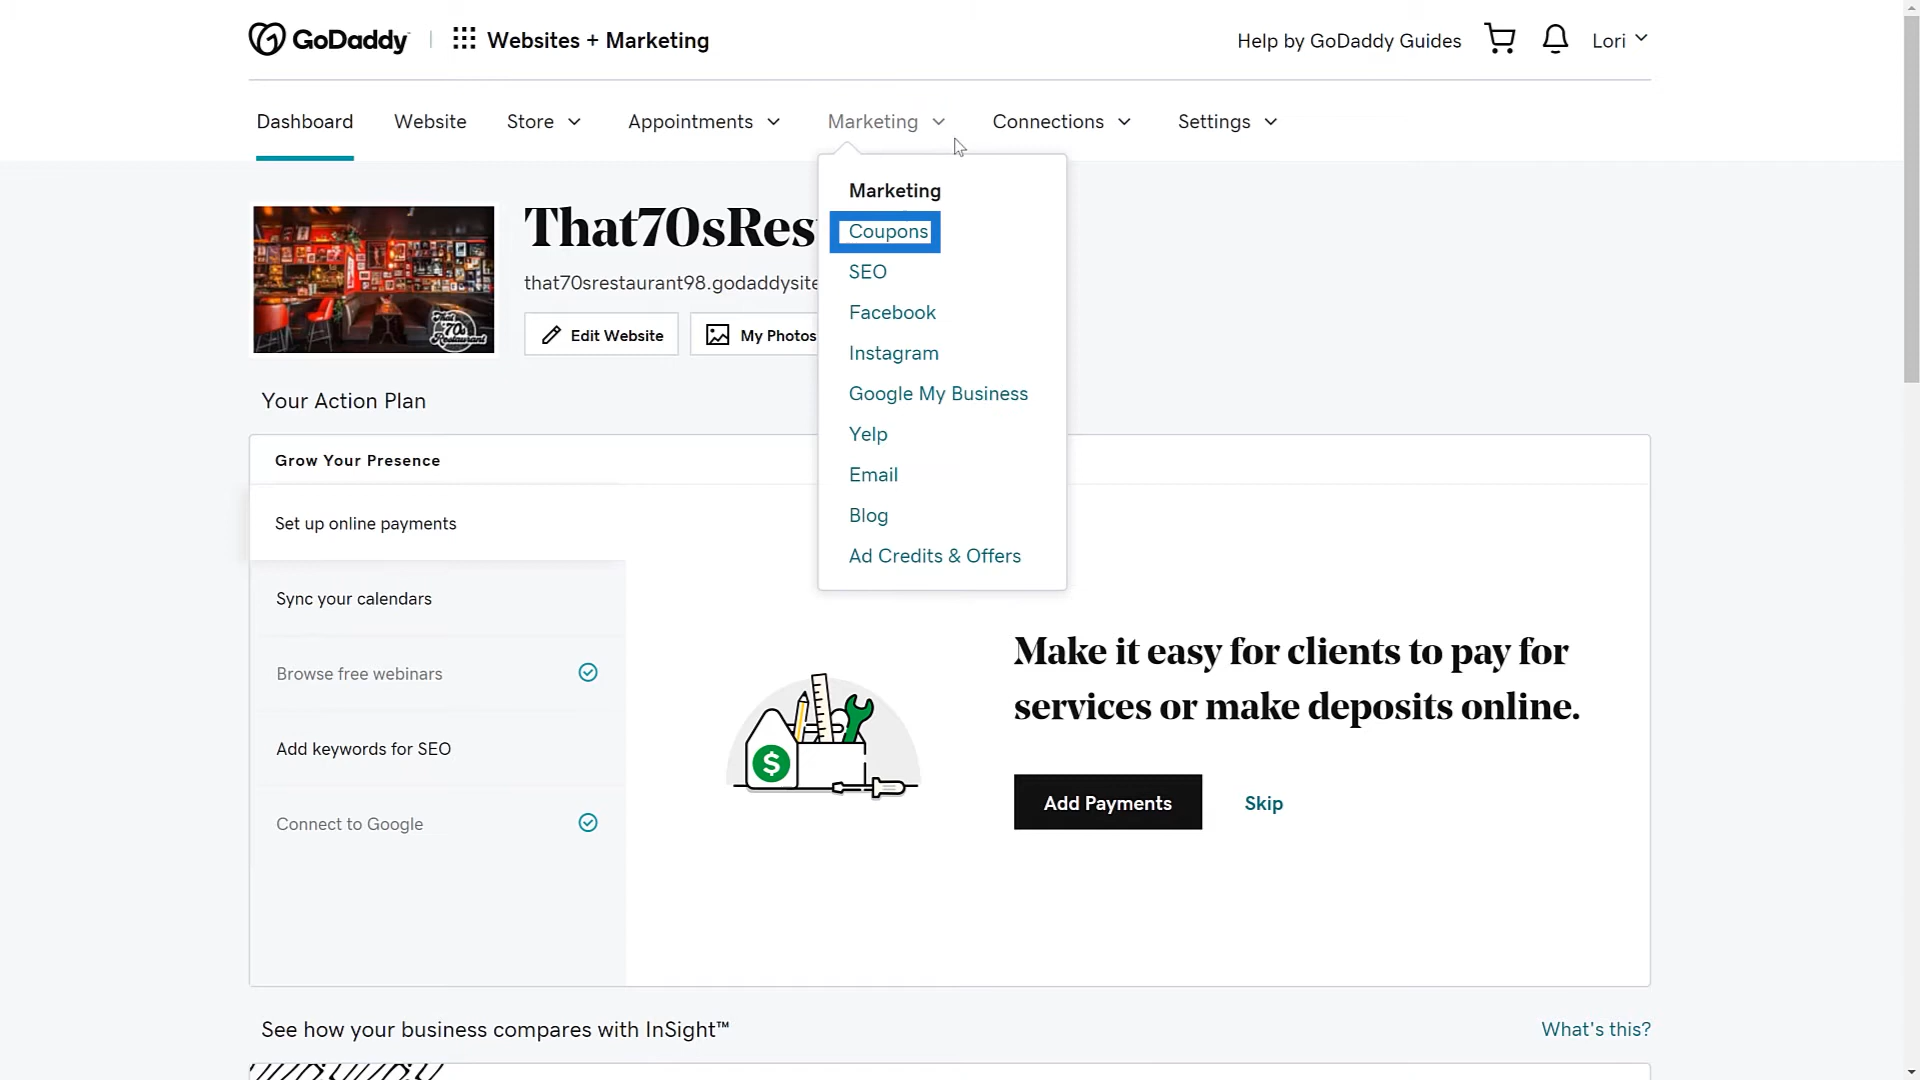 GoDaddy
Websites + Marketing
Help by GoDaddy Guides
Lori
Dashboard
Website
Store
Appointments
Marketing
Connections
Settings
Marketing
Coupons
SEO
Facebook
Instagram
Google My Business
Yelp
Email
Blog
Ad Credits & Offers
That70sRes
that70srestaurant98.godaddysite
Edit Website
My Photos
That
'70s
Restaurant
Your Action Plan
Grow Your Presence
Set up online payments
Sync your calendars
Browse free webinars
Add keywords for SEO
Connect to Google
$
Make it easy for clients to pay for
services or make deposits online.
Add Payments
Skip
See how your business compares with InSight™
What's this?